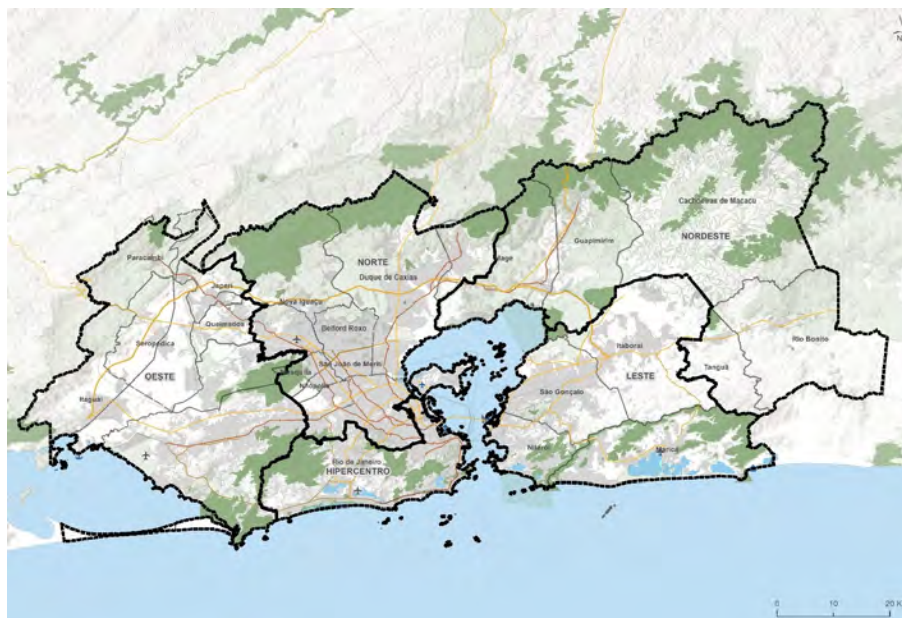 N
Cachoeiras de Macacu
NORDESTE
Guapimirim
Magé
NORTE
Duque de Caxias
Paracambi
Japeri
Nova Iguaçu
Queimados
Belford Roxo
Seropédica
Rio Bonito
Itaboraí
São João de Meriti
Mesquita
Nilópolis
Tanguá
OESTE
LESTE
São Gonçalo
Itaguaí
Niterói
Maricá
Rio de Janeiro
HIPERCENTRO
0 10 20 K